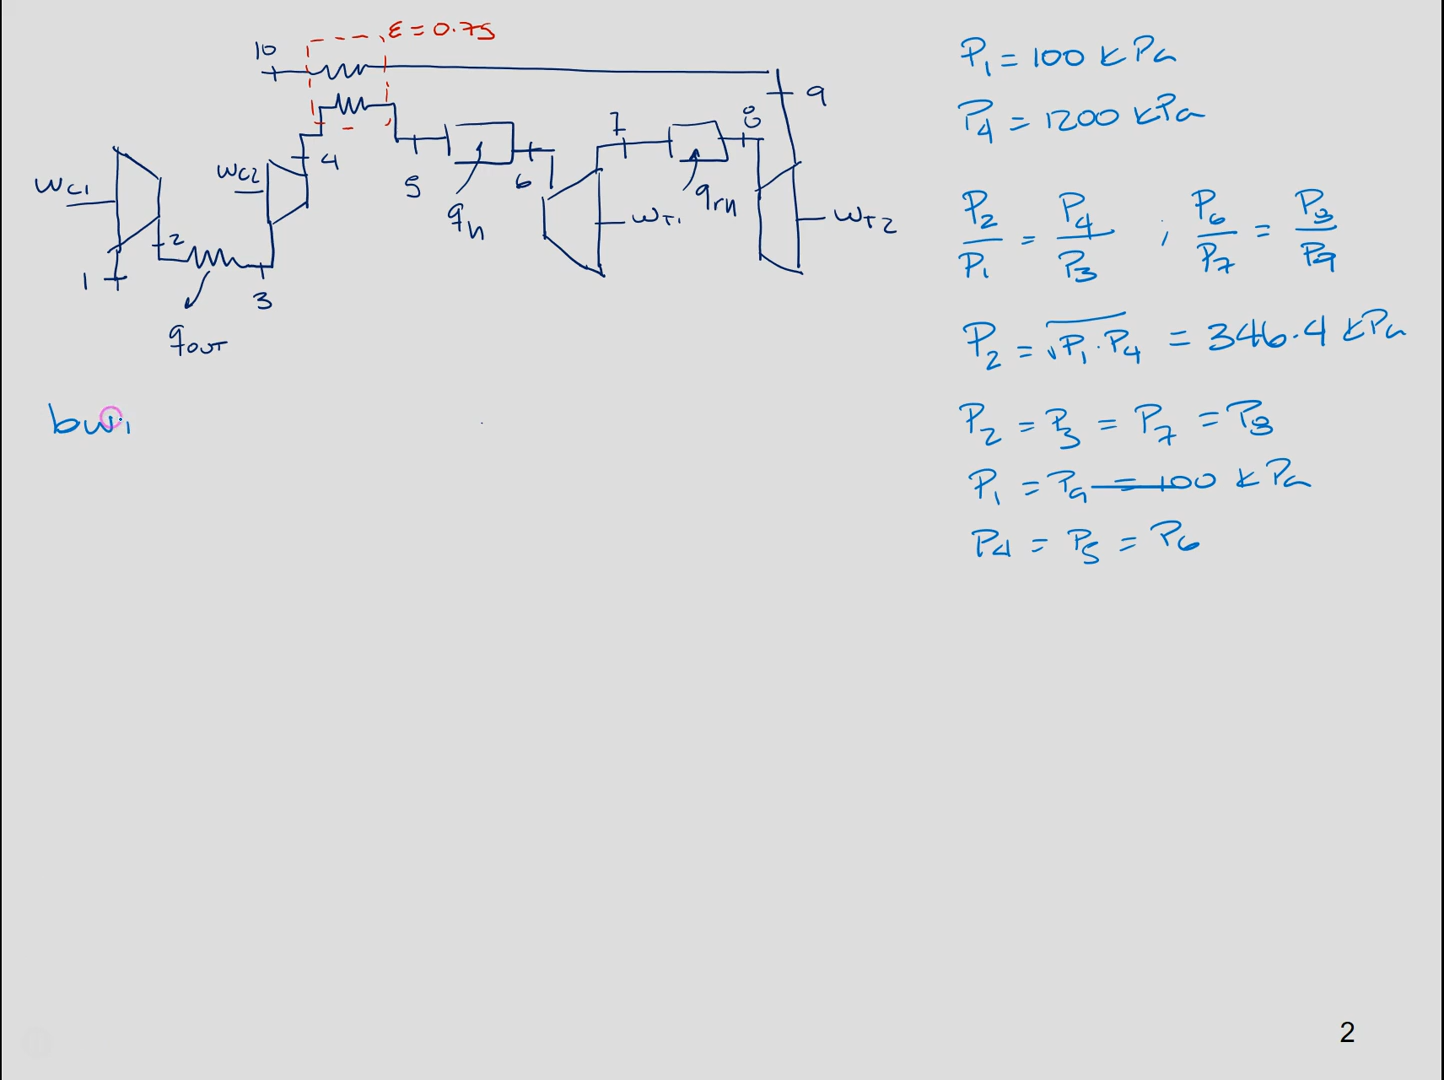 ε = 0.75
10
9
8
7
4
5
6
WC1
WC2
2
1
3
qin
qrh
WT1
WT2
qout
bwr
P1 = 100 kPa
P4 = 1200 kPa
P2/P1 = P4/P3 ; P6/P7 = P8/P9
P2 = √P1·P4 = 346.4 kPa
P2 = P3 = P7 = P8
P1 = P9 = 100 kPa
P4 = P5 = P6
2